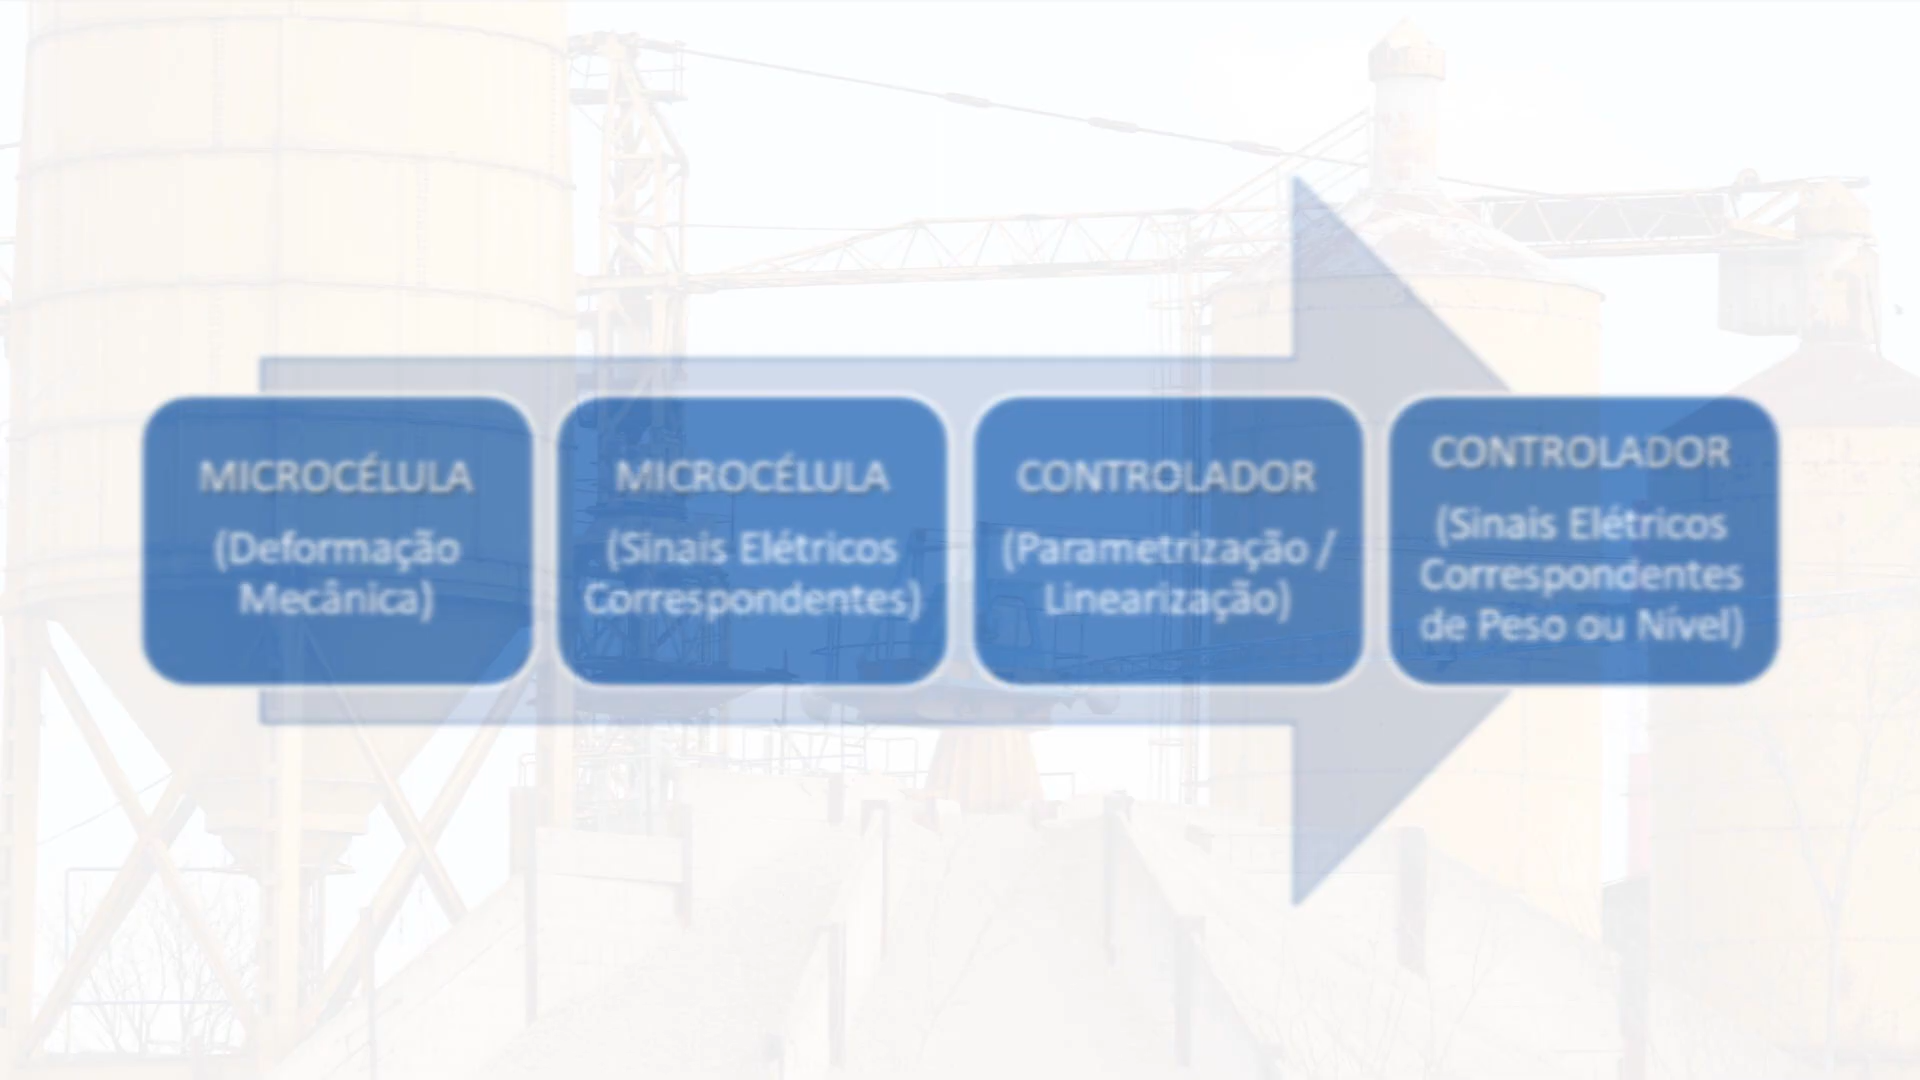 MICROCÉLULA
(Deformação
Mecânica)
MICROCÉLULA
(Sinais Elétricos
Correspondentes)
CONTROLADOR
(Parametrização /
Linearização)
CONTROLADOR
(Sinais Elétricos
Correspondentes
de Peso ou Nível)